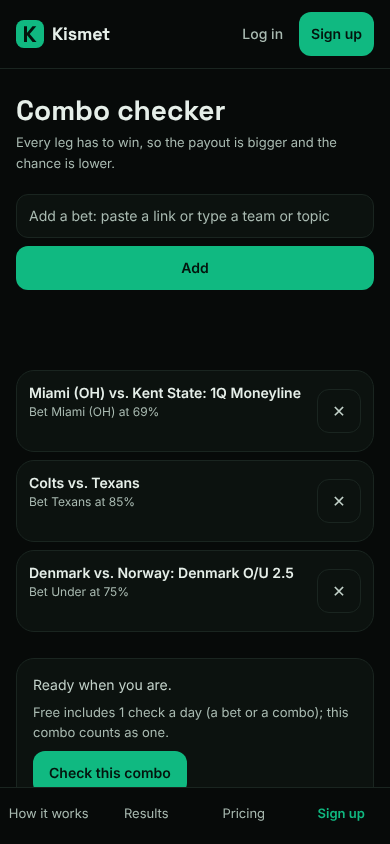 K Kismet
Log in
Sign up
Combo checker
Every leg has to win, so the payout is bigger and the
chance is lower.
Add a bet: paste a link or type a team or topic
Add
Miami (OH) vs. Kent State: 1Q Moneyline
Bet Miami (OH) at 69%
✕
Colts vs. Texans
Bet Texans at 85%
✕
Denmark vs. Norway: Denmark O/U 2.5
Bet Under at 75%
✕
Ready when you are.
Free includes 1 check a day (a bet or a combo); this
combo counts as one.
Check this combo
How it works
Results
Pricing
Sign up